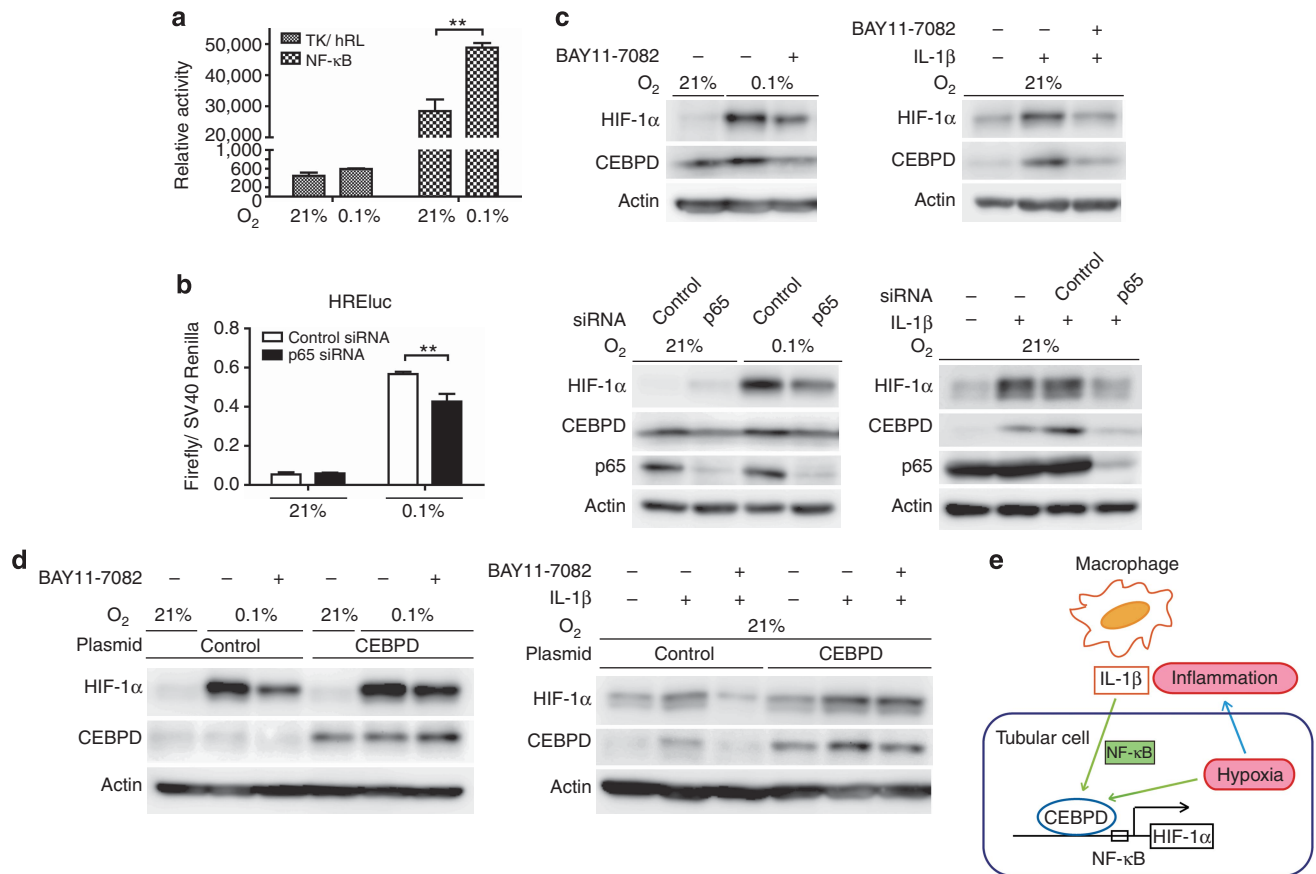 a
TK/ hRL
NF-κB
**
50,000
40,000
30,000
20,000
1,000
800
600
400
200
0
Relative activity
O2 21% 0.1% 21% 0.1%
b
HREluc
Control siRNA
p65 siRNA
**
0.8
0.6
0.4
0.2
0.0
Firefly/ SV40 Renilla
21% 0.1%
c
BAY11-7082 – – +
O2 21% 0.1%
HIF-1α
CEBPD
Actin
BAY11-7082 +
IL-1β – + +
O2 21%
HIF-1α
CEBPD
Actin
siRNA Control p65 Control p65
O2 21% 0.1%
HIF-1α
CEBPD
p65
Actin
siRNA – – Control p65
IL-1β – + + +
O2 21%
HIF-1α
CEBPD
p65
Actin
d
BAY11-7082 – – + – – +
O2 21% 0.1% 21% 0.1%
Plasmid Control CEBPD
HIF-1α
CEBPD
Actin
BAY11-7082 + +
IL-1β – + + – + +
O2 21%
Plasmid Control CEBPD
HIF-1α
CEBPD
Actin
e
Macrophage
IL-1β Inflammation
Tubular cell
NF-κB
Hypoxia
CEBPD
HIF-1α
NF-κB